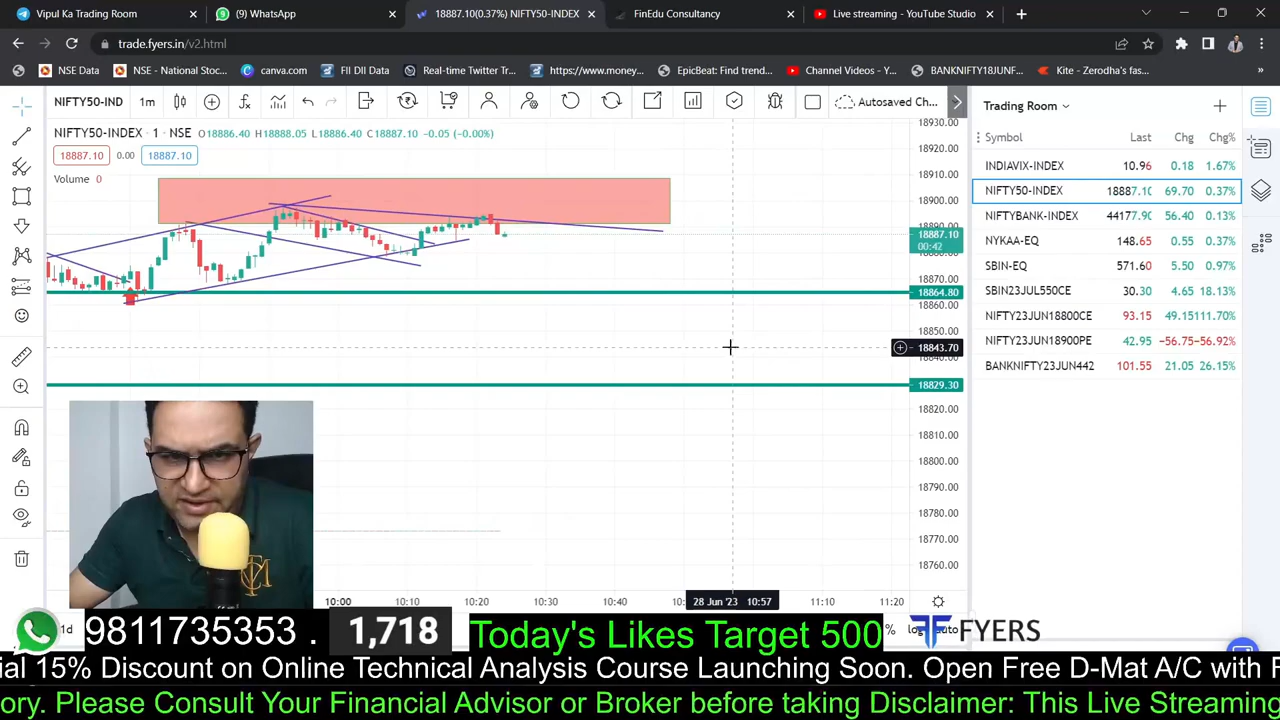 Vipul Ka Trading Room
(9) WhatsApp
18887.10(0.37%) NIFTY50-INDEX
FinEdu Consultancy
Live streaming - YouTube Studio
trade.fyers.in/v2.html
NSE Data
NSE - National Stoc...
canva.com
FII DII Data
Real-time Twitter Tr...
https://www.money...
EpicBeat: Find trend...
Channel Videos - Y...
BANKNIFTY18JUNF...
Kite - Zerodha's fas...
NIFTY50-IND
1m
Autosaved Ch...
NIFTY50-INDEX · 1 · NSE O18886.40 H18888.05 L18886.40 C18887.10 -0.05 (-0.00%)
18887.10 0.00 18887.10
Volume 0
18930.00
18920.00
18910.00
18900.00
18890.00
18887.10
00:42
18870.00
18864.80
18860.00
18850.00
18843.70
18829.30
18820.00
18810.00
18800.00
18790.00
18780.00
18770.00
18760.00
10:00
10:10
10:20
10:30
10:40
28 Jun '23 10:57
11:10
11:20
Trading Room
Symbol Last Chg Chg%
INDIAVIX-INDEX 10.96 0.18 1.67%
NIFTY50-INDEX 18887.10 69.70 0.37%
NIFTYBANK-INDEX 44177.90 56.40 0.13%
NYKAA-EQ 148.65 0.55 0.37%
SBIN-EQ 571.60 5.50 0.97%
SBIN23JUL550CE 30.30 4.65 18.13%
NIFTY23JUN18800CE 93.15 49.15 111.70%
NIFTY23JUN18900PE 42.95 -56.75 -56.92%
BANKNIFTY23JUN442 101.55 21.05 26.15%
1d
%
log
auto
9811735353 .
1,718
Today's Likes Target 500
FYERS
ial 15% Discount on Online Technical Analysis Course Launching Soon. Open Free D-Mat A/C with F
ory. Please Consult Your Financial Advisor or Broker before taking Disclaimer: This Live Streaming